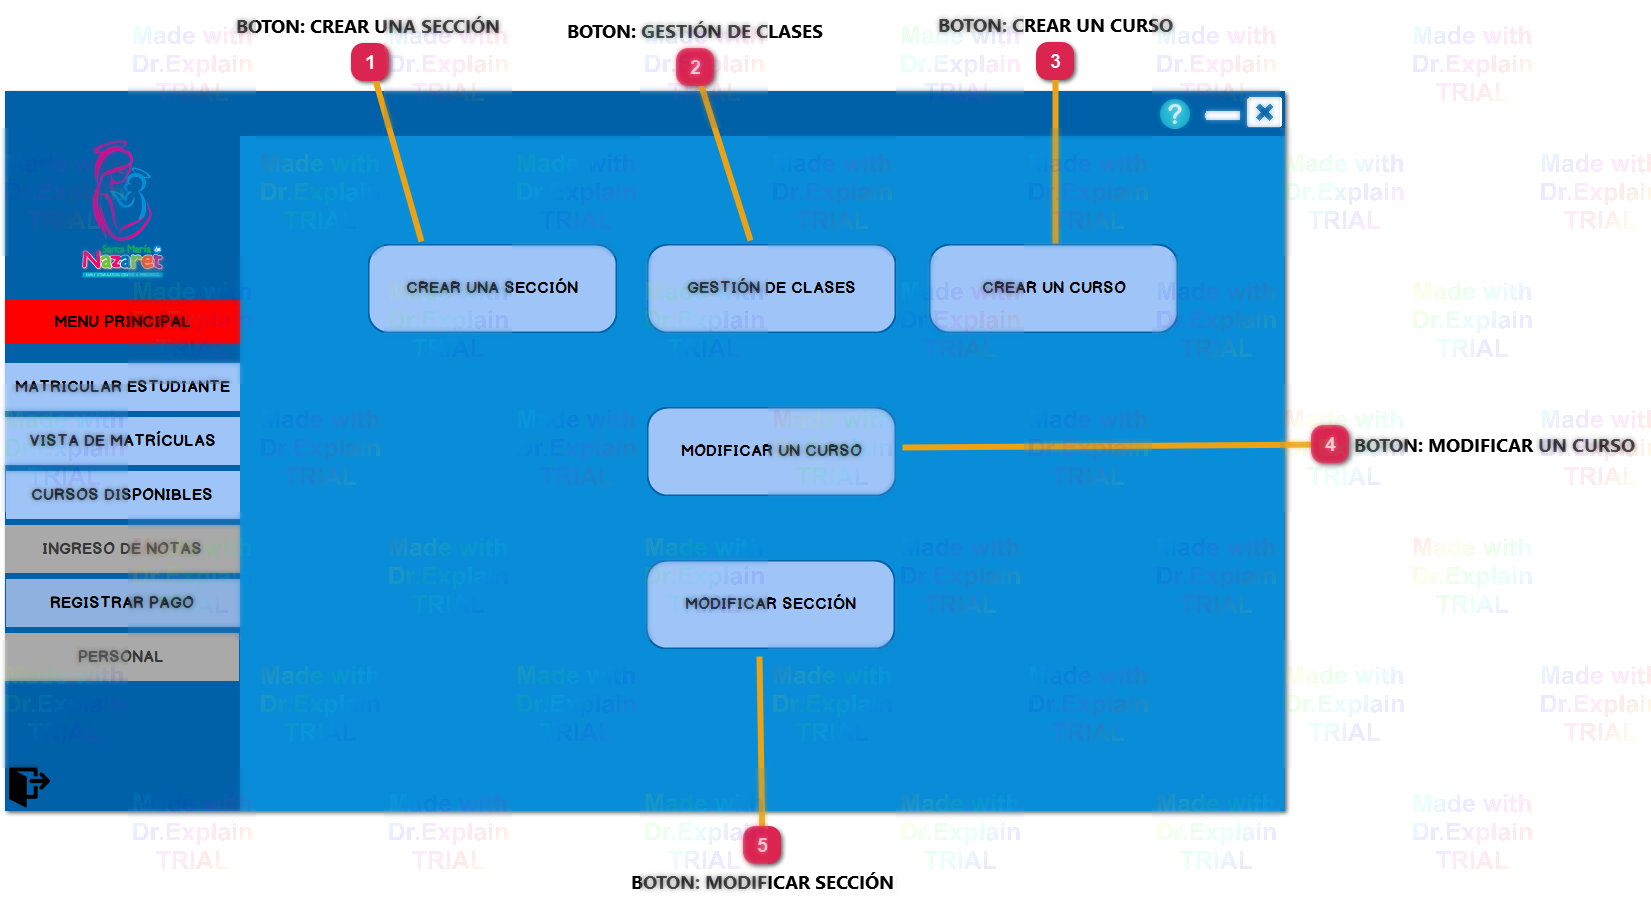 BOTON: CREAR UNA SECCIÓN
BOTON: GESTIÓN DE CLASES
BOTON: CREAR UN CURSO
1
2
3
?
Santa María de
Nazaret
CREAR UNA SECCIÓN
GESTIÓN DE CLASES
CREAR UN CURSO
MENU PRINCIPAL
MATRICULAR ESTUDIANTE
VISTA DE MATRÍCULAS
MODIFICAR UN CURSO
4
BOTON: MODIFICAR UN CURSO
CURSOS DISPONIBLES
INGRESO DE NOTAS
REGISTRAR PAGO
MODIFICAR SECCIÓN
PERSONAL
5
BOTON: MODIFICAR SECCIÓN
Made with
Dr.Explain
TRIAL